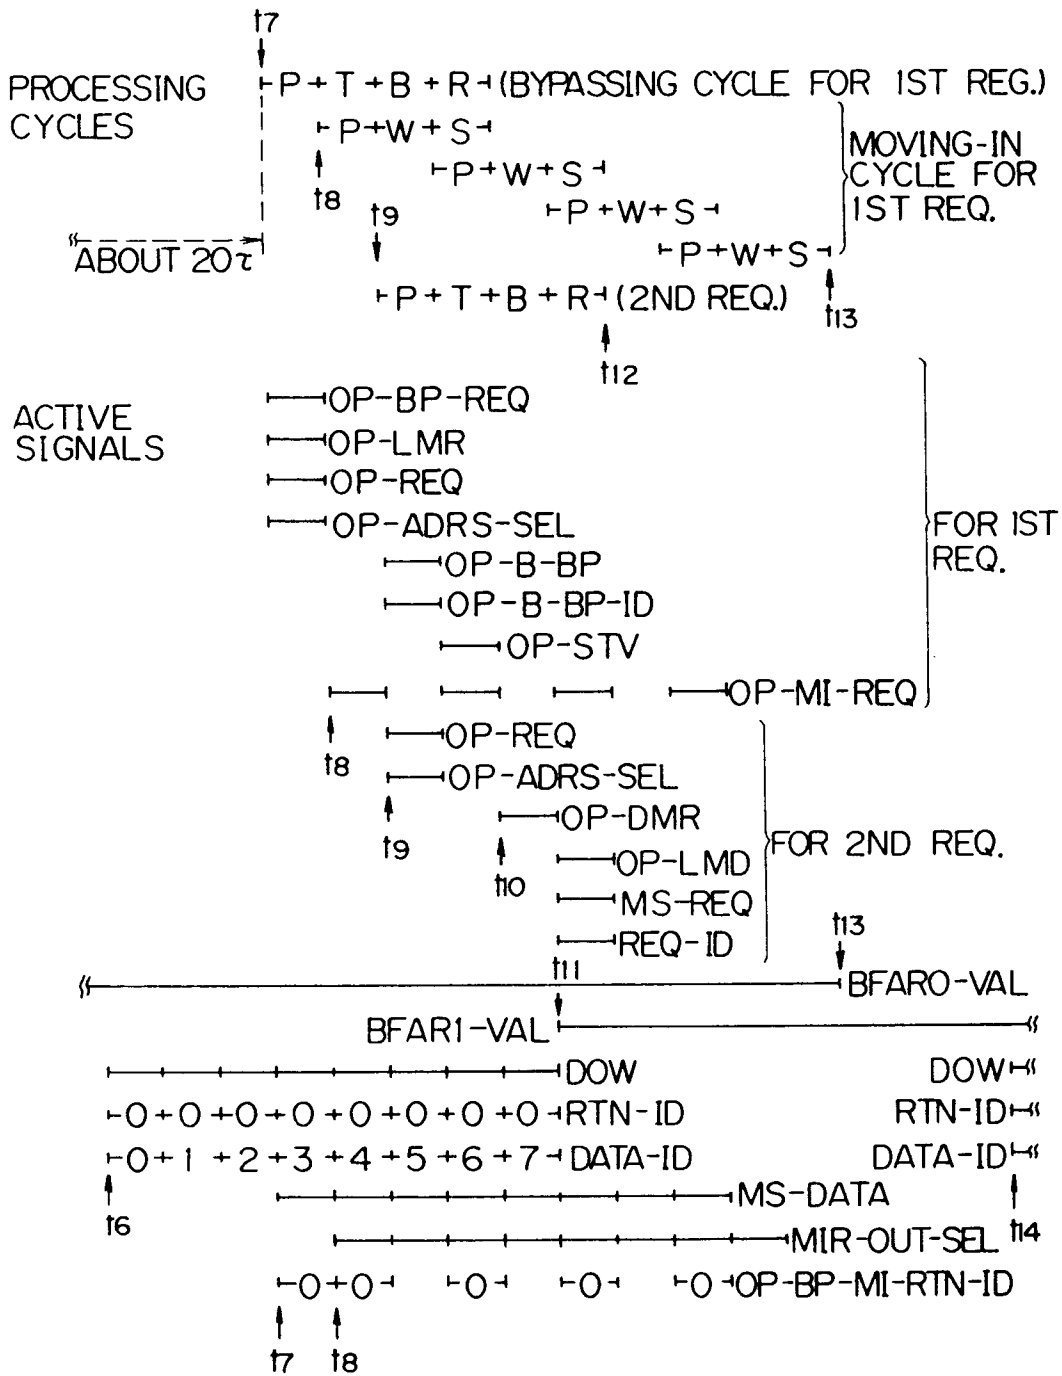 t7
PROCESSING CYCLES
P+T+B+R (BYPASSING CYCLE FOR 1ST REG.)
P+W+S
t8
P+W+S
t9
P+W+S
P+W+S
MOVING-IN CYCLE FOR 1ST REQ.
ABOUT 20τ
P+T+B+R (2ND REQ.)
t13
t12
ACTIVE SIGNALS
OP-BP-REQ
OP-LMR
OP-REQ
OP-ADRS-SEL
OP-B-BP
OP-B-BP-ID
OP-STV
OP-MI-REQ
FOR 1ST REQ.
t8
OP-REQ
OP-ADRS-SEL
t9
OP-DMR
t10
OP-LMD
MS-REQ
REQ-ID
FOR 2ND REQ.
t11
t13
BFAR0-VAL
BFAR1-VAL
DOW DOW
0+0+0+0+0+0+0+0 RTN-ID RTN-ID
0+1+2+3+4+5+6+7 DATA-ID DATA-ID
t6
MS-DATA
t14
MIR-OUT-SEL
0+0 0 0 0 OP-BP-MI-RTN-ID
t7 t8